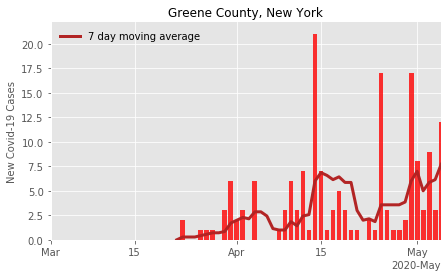 Greene County, New York
7 day moving average
New Covid-19 Cases
20.0
17.5
15.0
12.5
10.0
7.5
5.0
2.5
0.0
Mar 15 Apr 15 May
2020-May